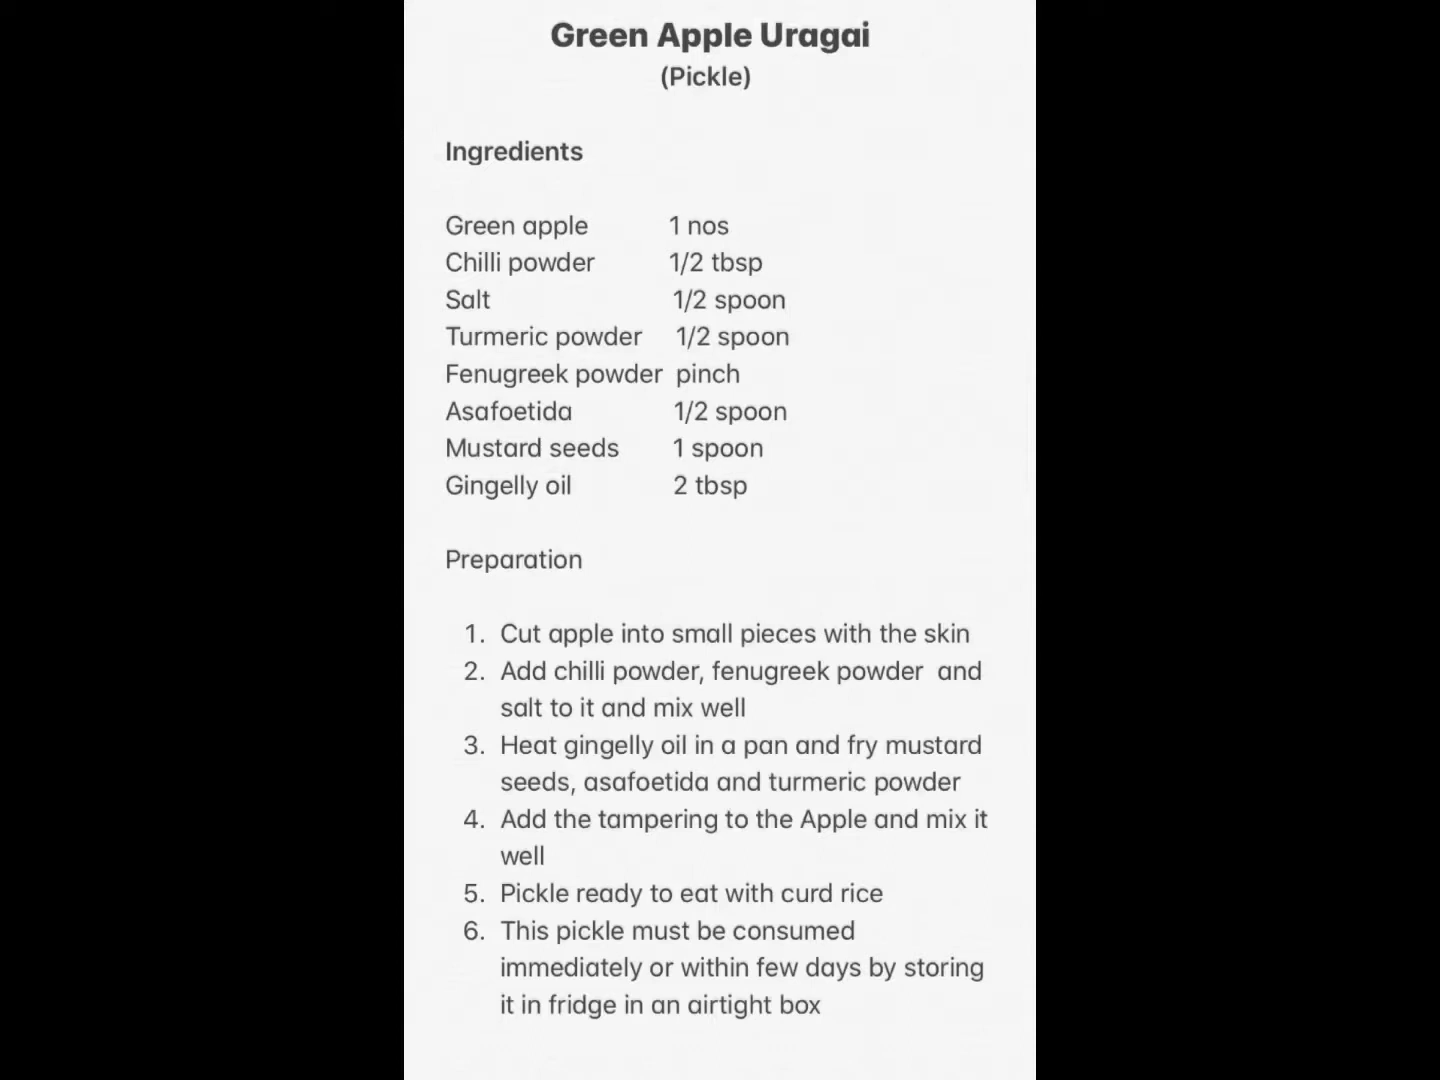 Green Apple Uragai
(Pickle)
Ingredients
Green apple 1 nos
Chilli powder 1/2 tbsp
Salt 1/2 spoon
Turmeric powder 1/2 spoon
Fenugreek powder pinch
Asafoetida 1/2 spoon
Mustard seeds 1 spoon
Gingelly oil 2 tbsp
Preparation
1. Cut apple into small pieces with the skin
2. Add chilli powder, fenugreek powder and
salt to it and mix well
3. Heat gingelly oil in a pan and fry mustard
seeds, asafoetida and turmeric powder
4. Add the tampering to the Apple and mix it
well
5. Pickle ready to eat with curd rice
6. This pickle must be consumed
immediately or within few days by storing
it in fridge in an airtight box